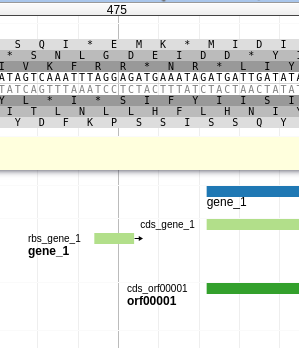 475
S Q I * E M K * M I D I
* S N L G D E I D D * Y I
I V K F R R * N R * L I Y
ATAGTCAAATTTAGGAGATGAAATAGATGATTGATATA
TATCAGTTTAAATCCTCTACTTTATCTACTAACTATAT
Y L * I * S I F Y I I S I
I T L N L L H F L H N I Y
Y D F K P S S I S S Q Y
gene_1
cds_gene_1
rbs_gene_1
gene_1
cds_orf00001
orf00001